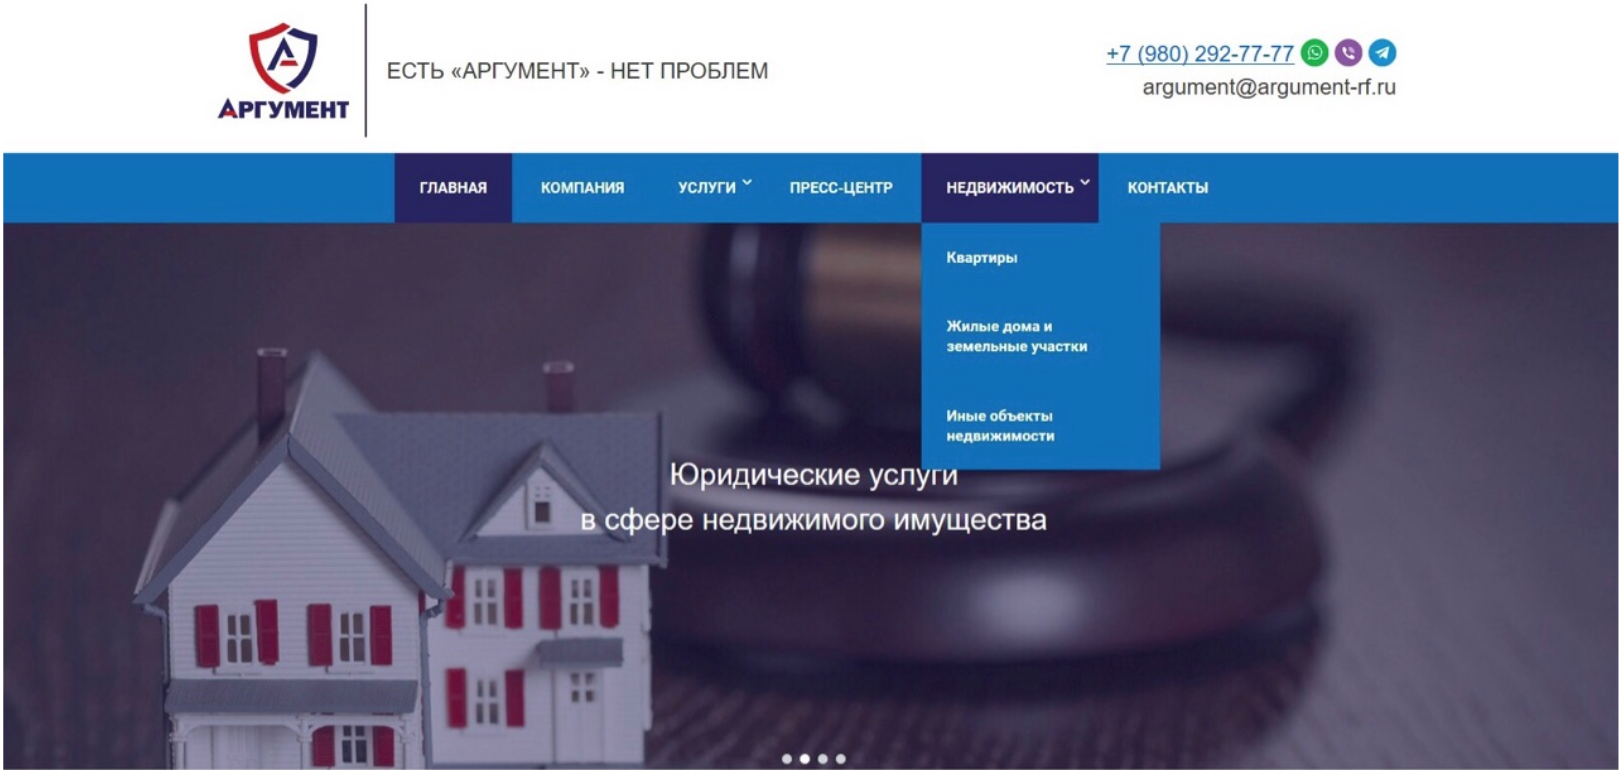 АРГУМЕНТ
ЕСТЬ «АРГУМЕНТ» - НЕТ ПРОБЛЕМ
+7 (980) 292-77-77
argument@argument-rf.ru
ГЛАВНАЯ КОМПАНИЯ УСЛУГИ ПРЕСС-ЦЕНТР НЕДВИЖИМОСТЬ КОНТАКТЫ
Квартиры
Жилые дома и
земельные участки
Иные объекты
недвижимости
Юридические услуги
в сфере недвижимого имущества